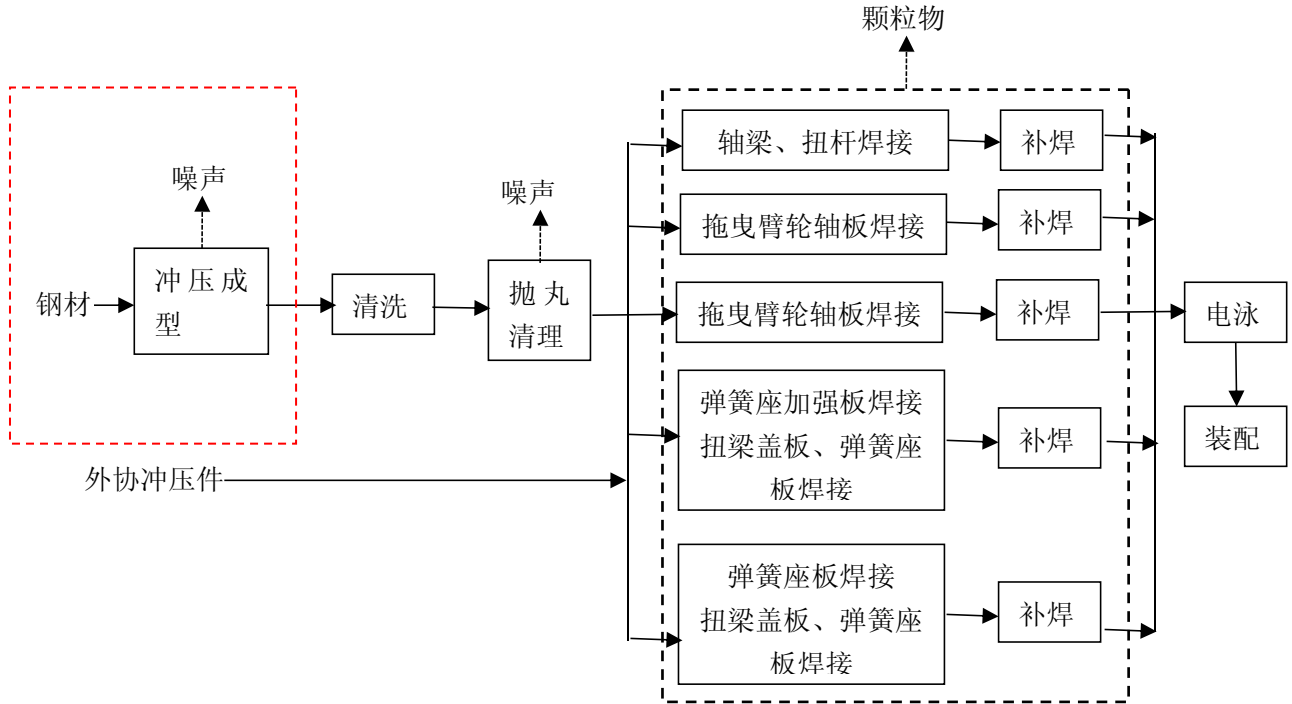 颗粒物
噪声
钢材
冲压成
型
清洗
噪声
抛丸
清理
外协冲压件
轴梁、扭杆焊接
补焊
拖曳臂轮轴板焊接
补焊
拖曳臂轮轴板焊接
补焊
弹簧座加强板焊接
扭梁盖板、弹簧座
板焊接
补焊
弹簧座板焊接
扭梁盖板、弹簧座
板焊接
补焊
电泳
装配